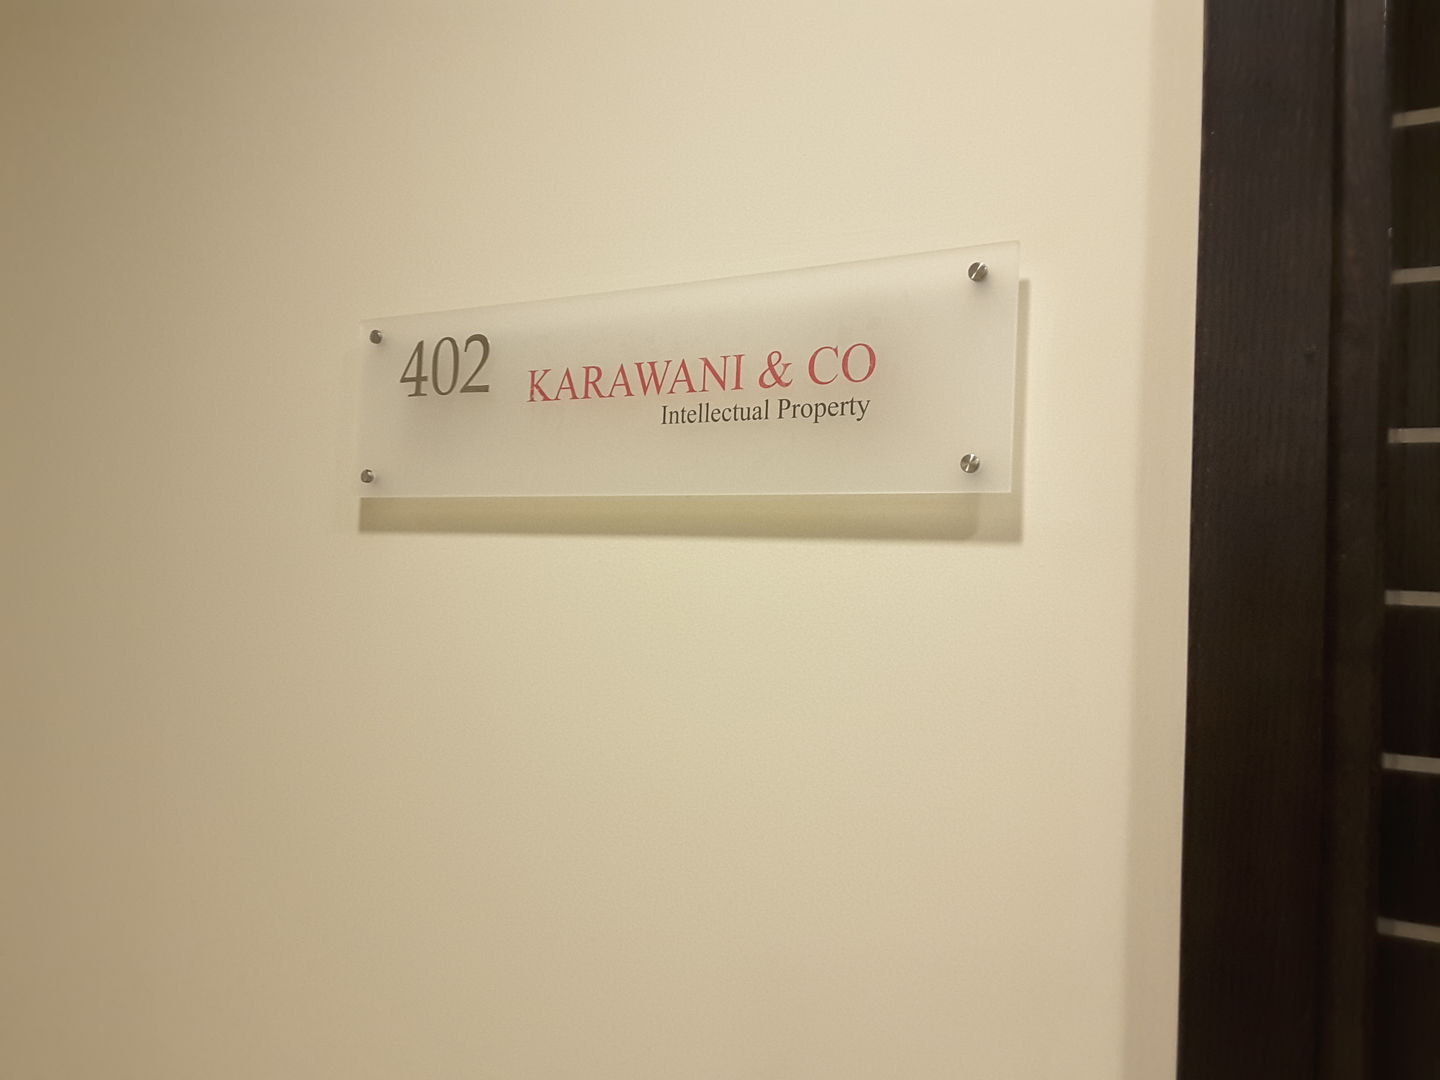 402
KARAWANI & CO
Intellectual Property